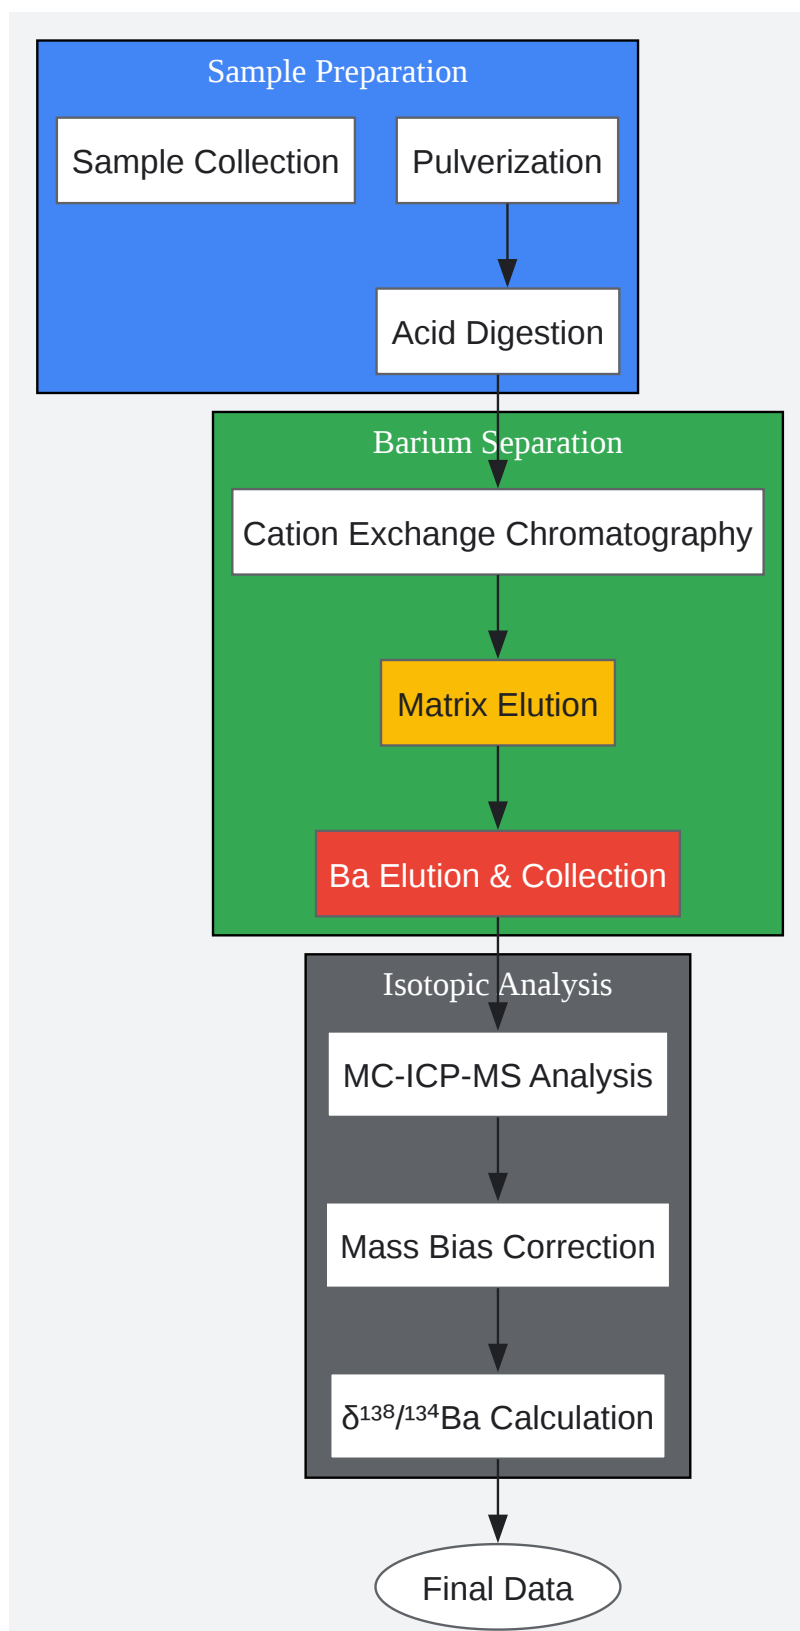 Sample Preparation
Sample Collection
Pulverization
Acid Digestion
Barium Separation
Cation Exchange Chromatography
Matrix Elution
Ba Elution & Collection
Isotopic Analysis
MC-ICP-MS Analysis
Mass Bias Correction
δ¹³⁸/¹³⁴Ba Calculation
Final Data